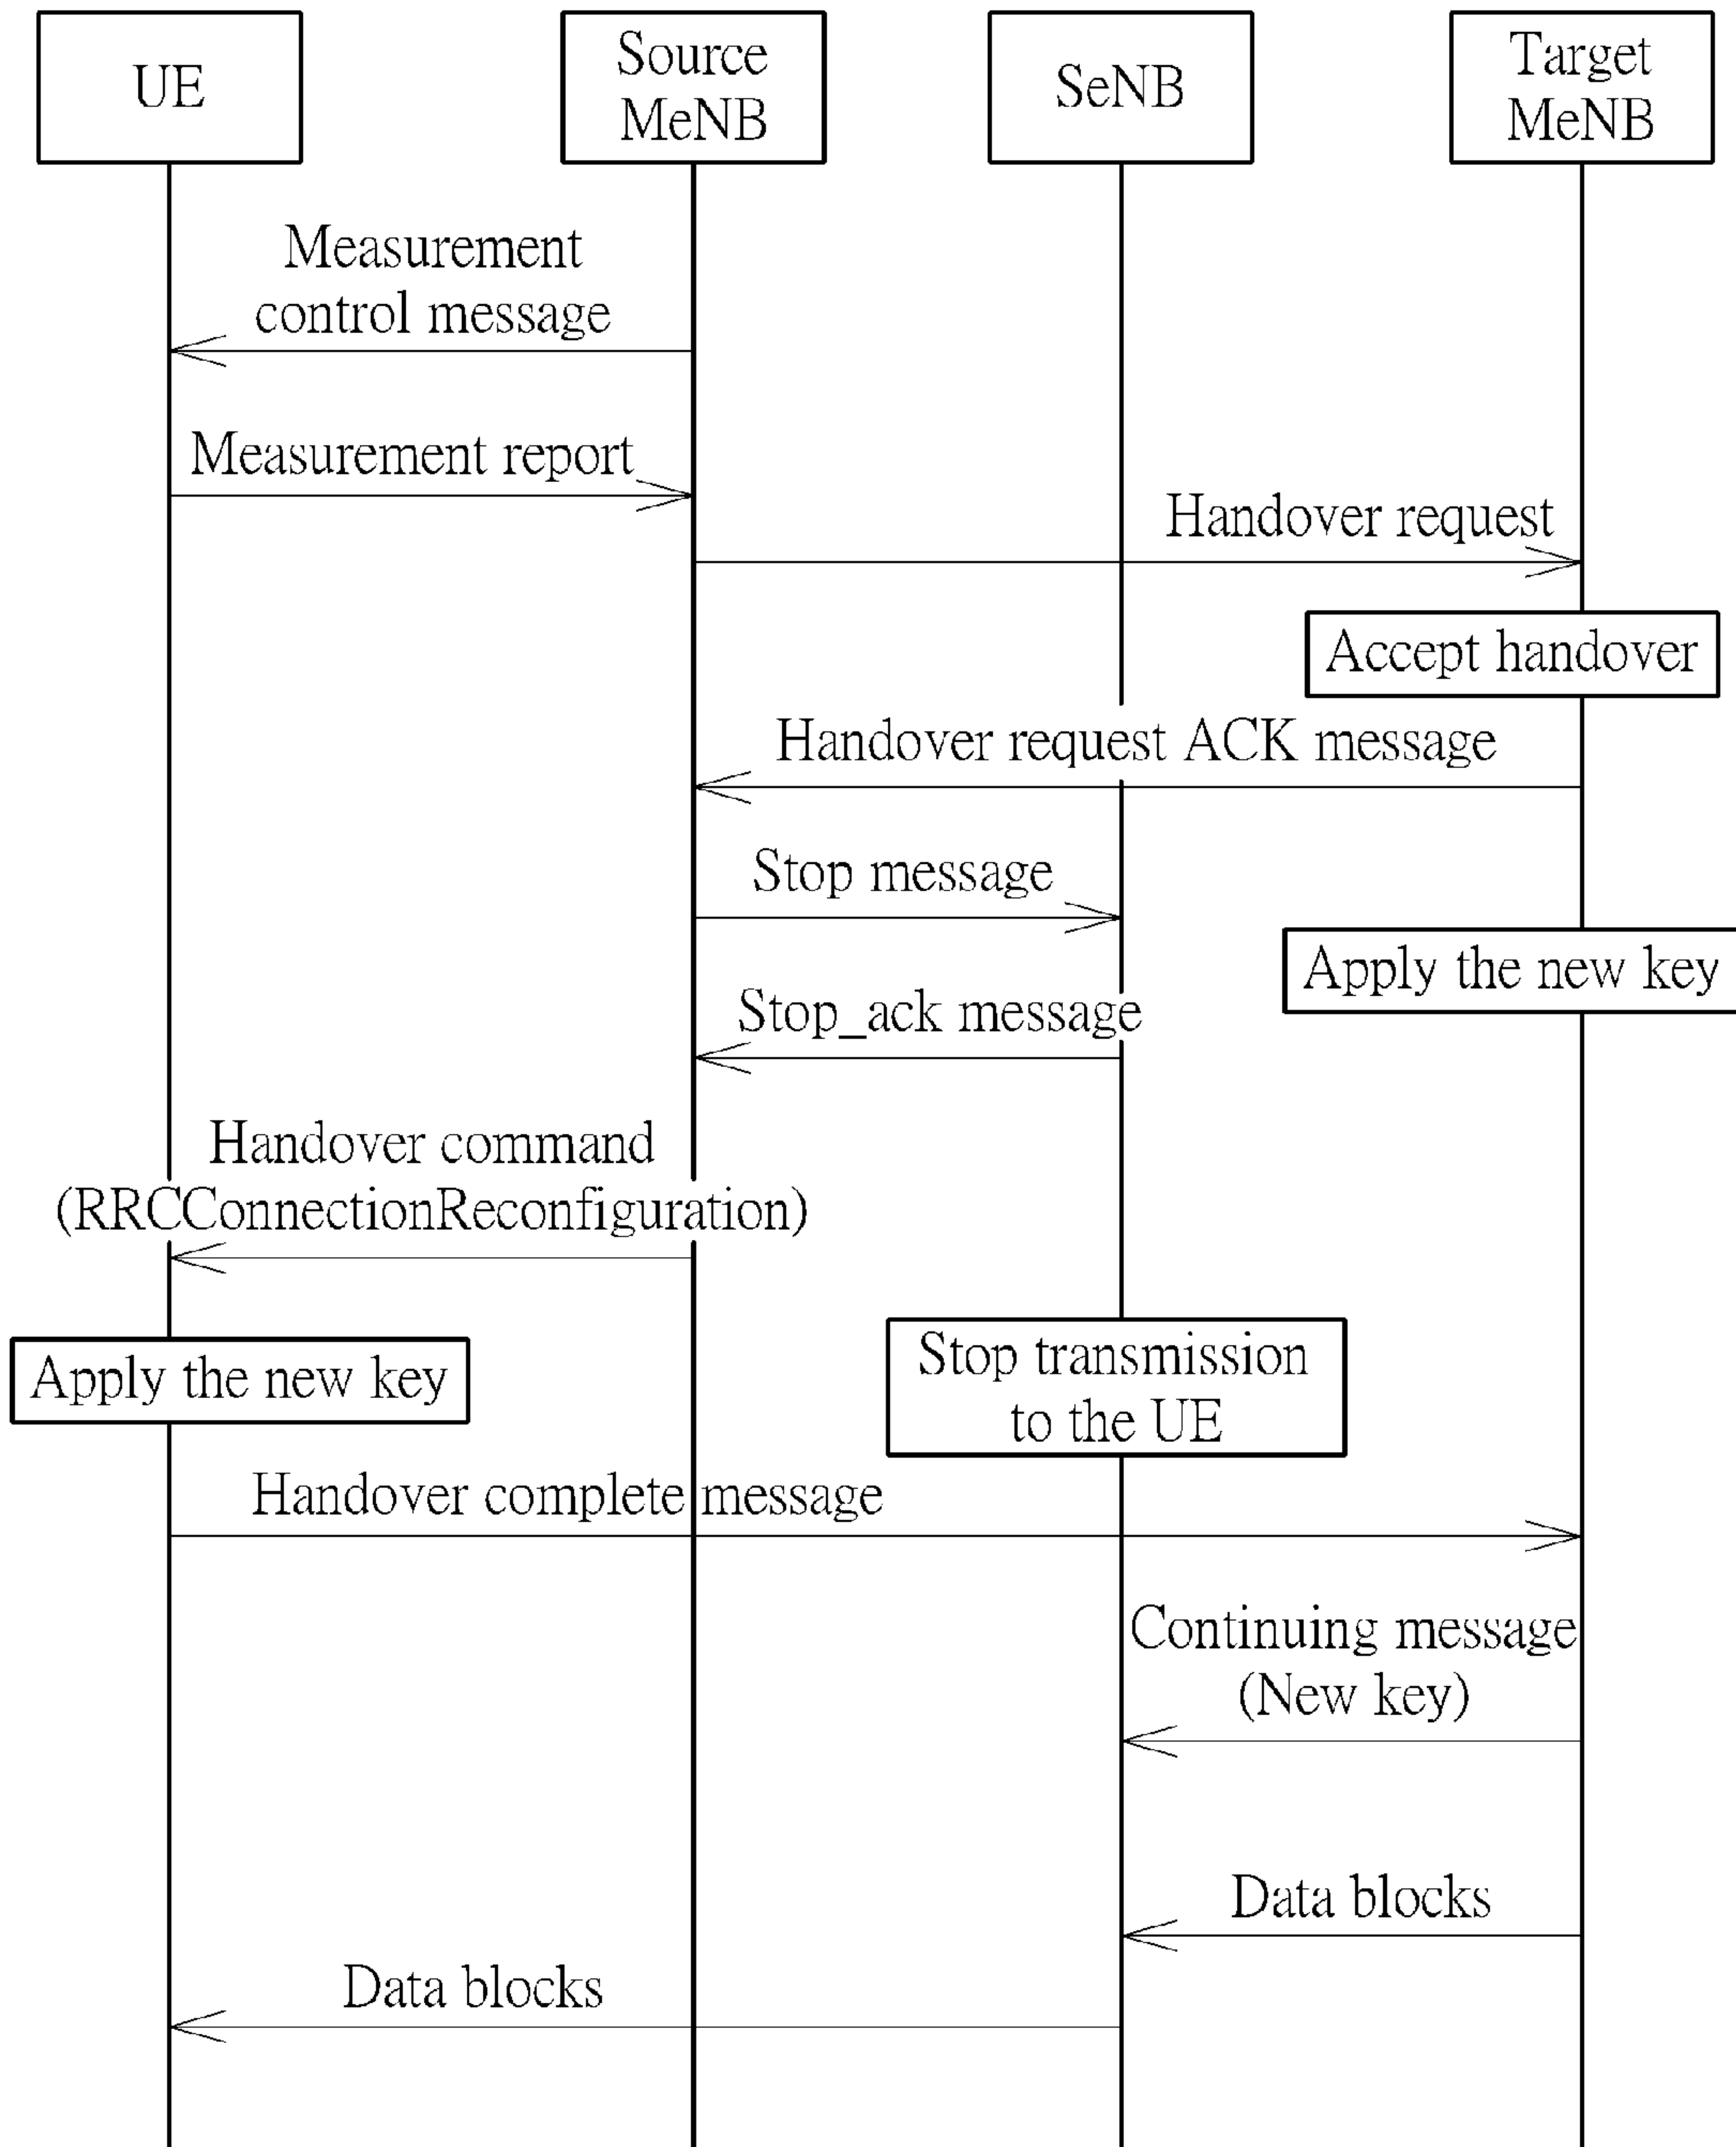 UE
Source
MeNB
SeNB
Target
MeNB
Measurement
control message
Measurement report
Handover request
Accept handover
Handover request ACK message
Stop message
Apply the new key
Stop_ack message
Handover command
(RRCConnectionReconfiguration)
Apply the new key
Stop transmission
to the UE
Handover complete message
Continuing message
(New key)
Data blocks
Data blocks